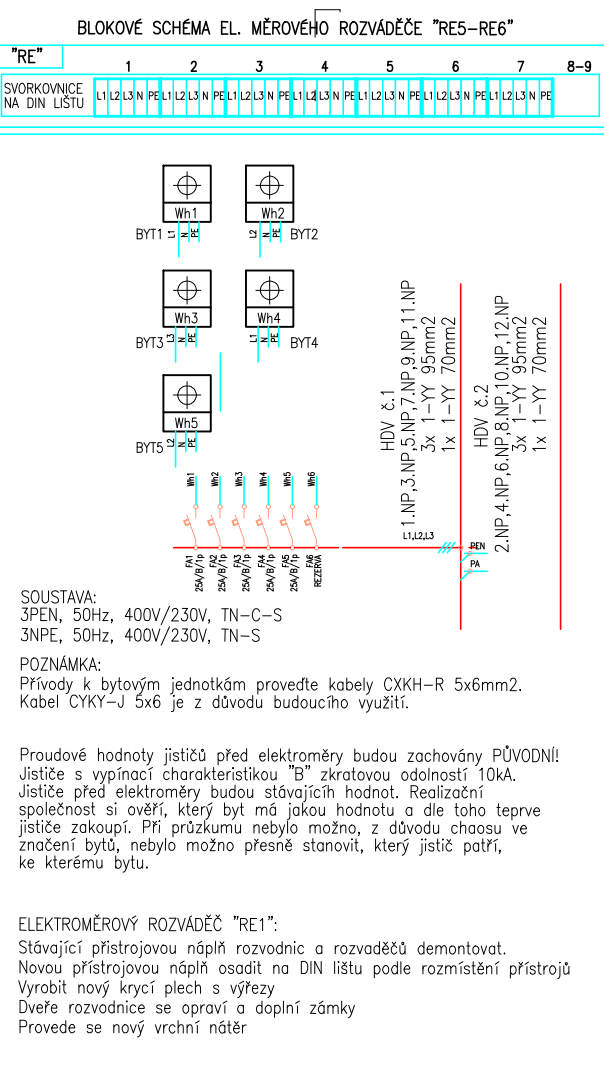 BLOKOVÉ SCHÉMA EL. MĚROVÉHO ROZVÁDĚČE "RE5-RE6"
"RE"
1 2 3 4 5 6 7 8-9
SVORKOVNICE
NA DIN LIŠTU
L1 L2 L3 N PE L1 L2 L3 N PE L1 L2 L3 N PE L1 L2 L3 N PE L1 L2 L3 N PE L1 L2 L3 N PE L1 L2 L3 N PE
Wh1 Wh2
BYT1 L1 N PE L2 N PE BYT2
Wh3 Wh4
BYT3 L3 N PE L1 N PE BYT4
Wh5
BYT5 L2 N PE
HDV č.1
1.NP,3.NP,5.NP,7.NP,9.NP,11.NP
3x 1-YY 95mm2
1x 1-YY 70mm2
HDV č.2
2.NP,4.NP,6.NP,8.NP,10.NP,12.NP
3x 1-YY 95mm2
1x 1-YY 70mm2
Wh1 Wh2 Wh3 Wh4 Wh5 Wh6
L1,L2,L3
PEN
PA
FA1
25A/B/1p
FA2
25A/B/1p
FA3
25A/B/1p
FA4
25A/B/1p
FA5
25A/B/1p
FA6
REZERVA
SOUSTAVA:
3PEN, 50Hz, 400V/230V, TN-C-S
3NPE, 50Hz, 400V/230V, TN-S
POZNÁMKA:
Přívody k bytovým jednotkám proveďte kabely CXKH-R 5x6mm2.
Kabel CYKY-J 5x6 je z důvodu budoucího využití.
Proudové hodnoty jističů před elektroměry budou zachovány PŮVODNÍ!
Jističe s vypínací charakteristikou "B" zkratovou odolností 10kA.
Jističe před elektroměry budou stávajícíh hodnot. Realizační
společnost si ověří, který byt má jakou hodnotu a dle toho teprve
jističe zakoupí. Při průzkumu nebylo možno, z důvodu chaosu ve
značení bytů, nebylo možno přesně stanovit, který jistič patří,
ke kterému bytu.
ELEKTROMĚROVÝ ROZVÁDĚČ "RE1":
Stávající přistrojovou náplň rozvodnic a rozvaděčů demontovat.
Novou přístrojovou náplň osadit na DIN lištu podle rozmístění přístrojů
Vyrobit nový krycí plech s výřezy
Dveře rozvodnice se opraví a doplní zámky
Provede se nový vrchní nátěr